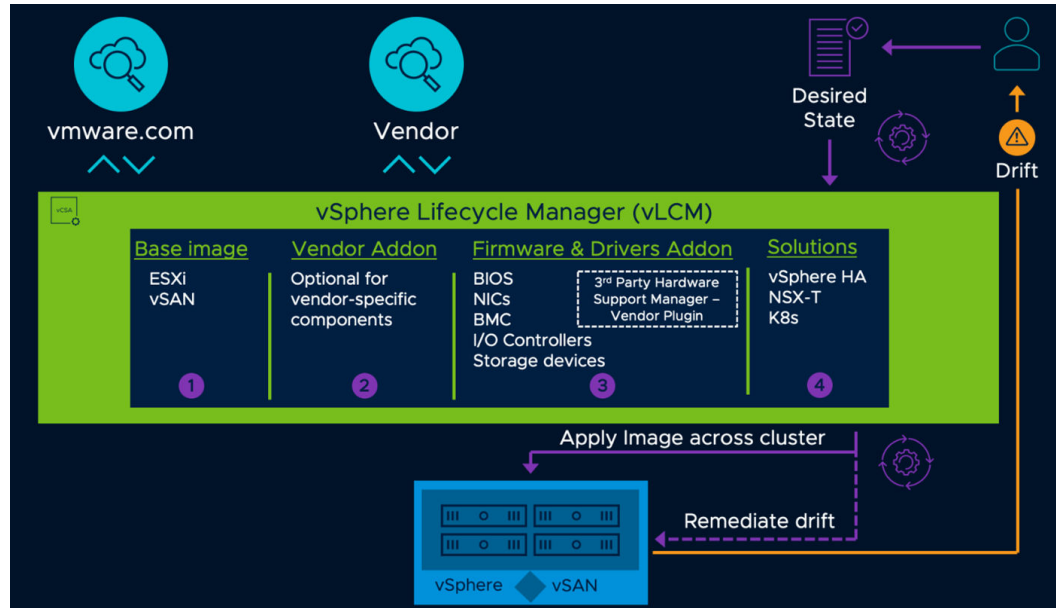 vmware.com
Vendor
Desired
State
Drift
vCSA
vSphere Lifecycle Manager (vLCM)
Base image
ESXi
vSAN
1
Vendor Addon
Optional for
vendor-specific
components
2
Firmware & Drivers Addon
BIOS
NICs
BMC
I/O Controllers
Storage devices
3rd Party Hardware
Support Manager –
Vendor Plugin
3
Solutions
vSphere HA
NSX-T
K8s
4
Apply Image across cluster
Remediate drift
vSphere vSAN